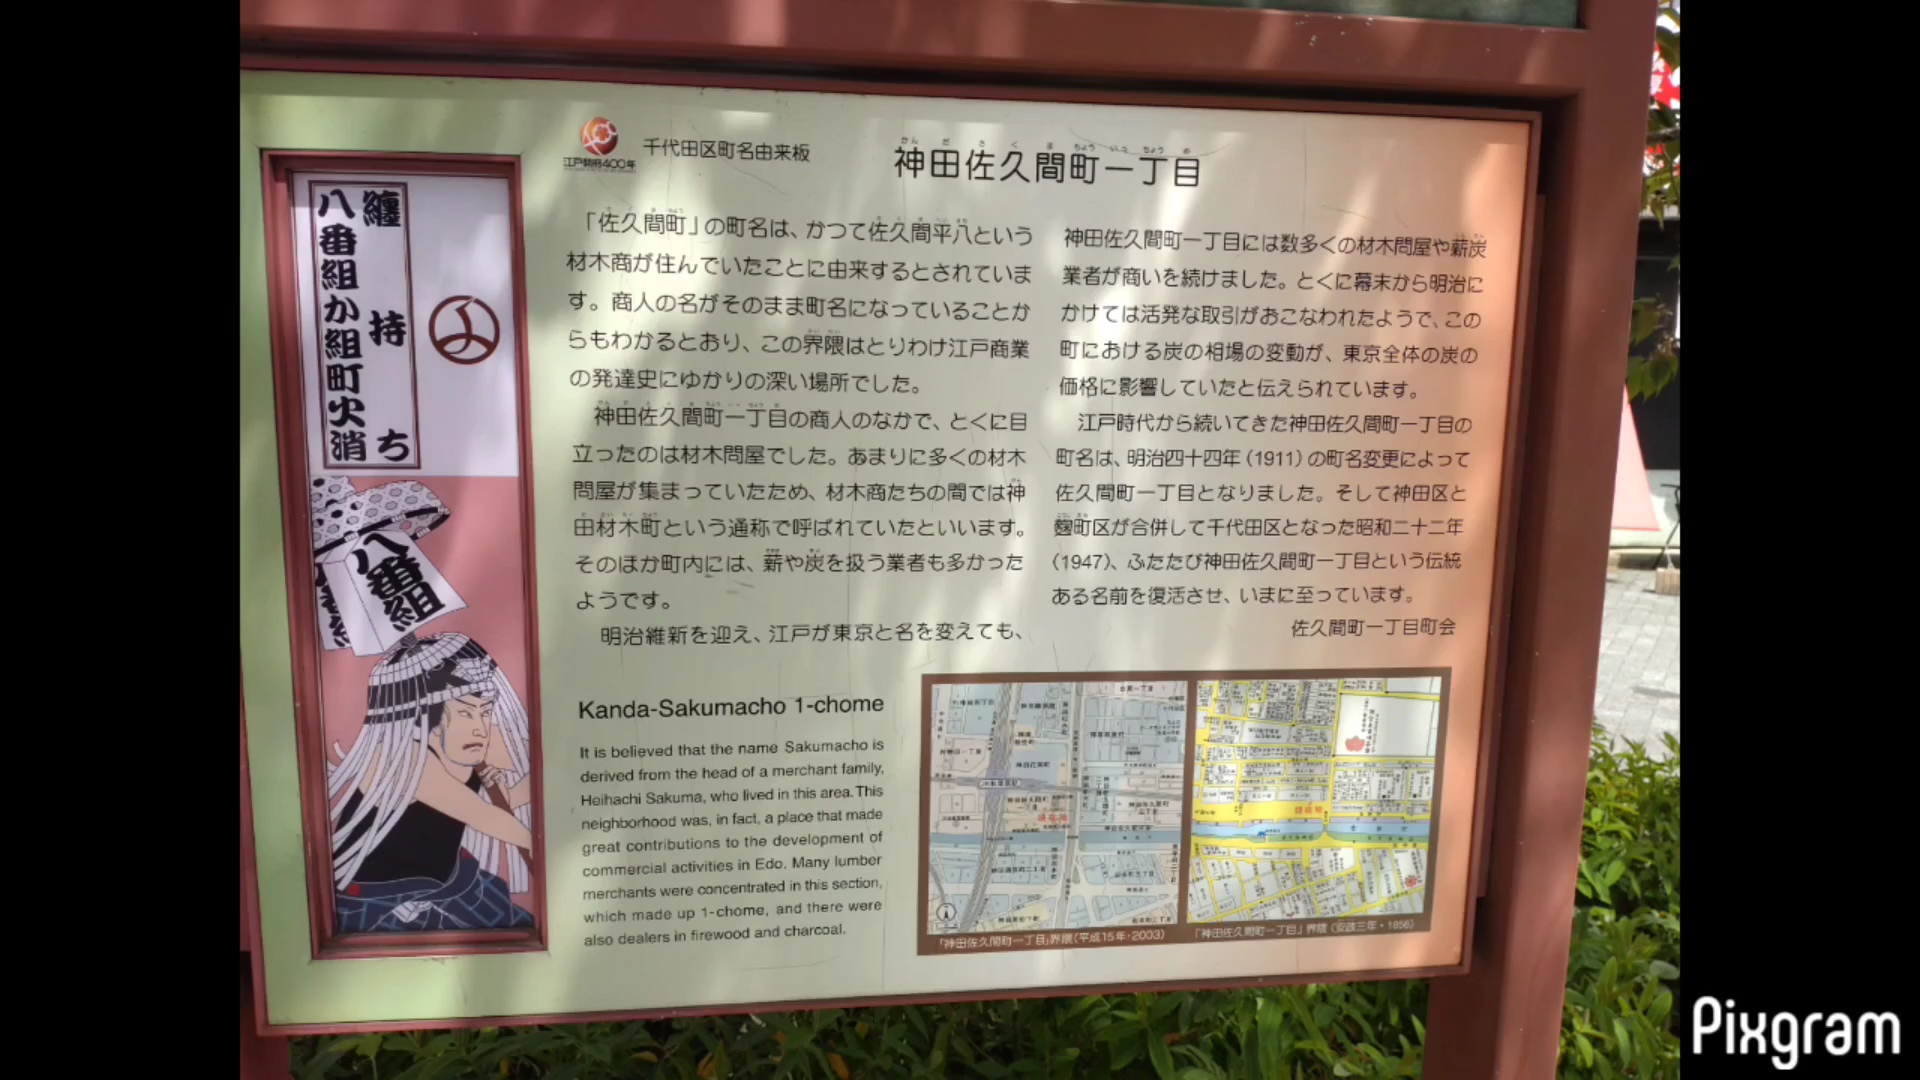 江戸開府400年
千代田区町名由来板
神田佐久間町一丁目
かんだ さくまちょういっちょうめ
纏持ち
八番組か組町火消
八番組
「佐久間町」の町名は、かつて佐久間平八という
材木商が住んでいたことに由来するとされていま
す。商人の名がそのまま町名になっていることか
らもわかるとおり、この界隈はとりわけ江戸商業
の発達史にゆかりの深い場所でした。
神田佐久間町一丁目の商人のなかで、とくに目
立ったのは材木問屋でした。あまりに多くの材木
問屋が集まっていたため、材木商たちの間では神
田材木町という通称で呼ばれていたといいます。
そのほか町内には、薪や炭を扱う業者も多かった
ようです。
明治維新を迎え、江戸が東京と名を変えても、
神田佐久間町一丁目には数多くの材木問屋や薪炭
業者が商いを続けました。とくに幕末から明治に
かけては活発な取引がおこなわれたようで、この
町における炭の相場の変動が、東京全体の炭の
価格に影響していたと伝えられています。
江戸時代から続いてきた神田佐久間町一丁目の
町名は、明治四十四年(1911)の町名変更によって
佐久間町一丁目となりました。そして神田区と
麴町区が合併して千代田区となった昭和二十二年
(1947)、ふたたび神田佐久間町一丁目という伝統
ある名前を復活させ、いまに至っています。
佐久間町一丁目町会
Kanda-Sakumacho 1-chome
It is believed that the name Sakumacho is
derived from the head of a merchant family,
Heihachi Sakuma, who lived in this area. This
neighborhood was, in fact, a place that made
great contributions to the development of
commercial activities in Edo. Many lumber
merchants were concentrated in this section,
which made up 1-chome, and there were
also dealers in firewood and charcoal.
「神田佐久間町一丁目」界隈(平成15年・2003)
「神田佐久間町一丁目」界隈(安政三年・1856)
Pixgram